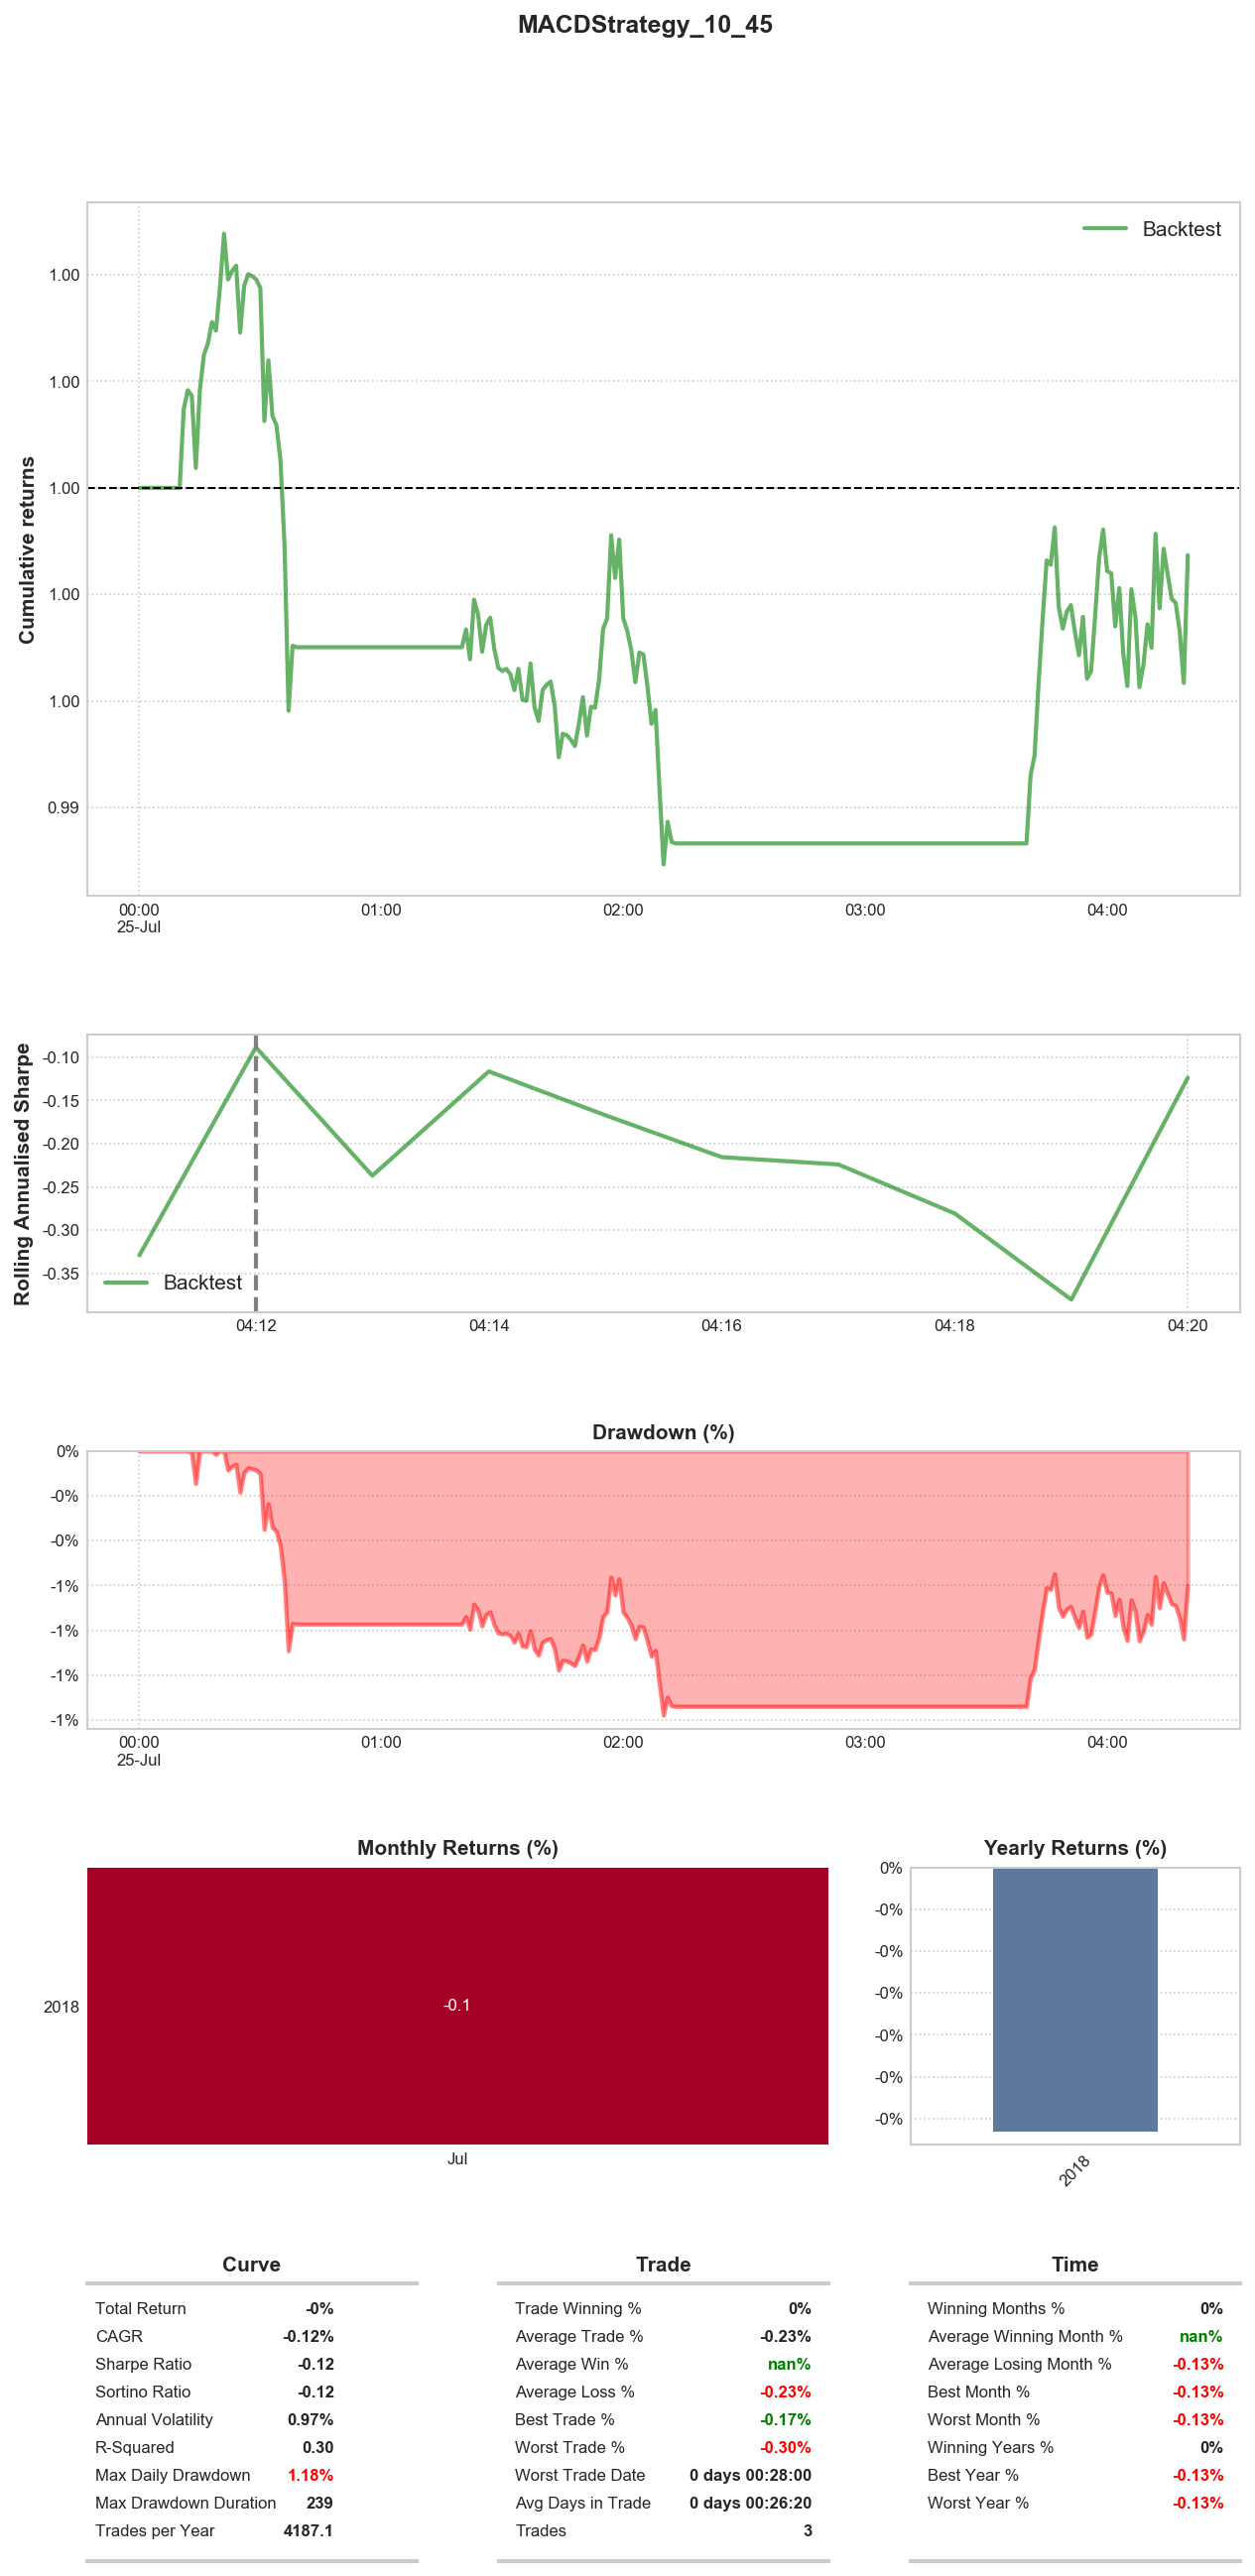 MACDStrategy_10_45
Backtest
Cumulative returns
1.00
1.00
1.00
1.00
1.00
0.99
00:00 01:00 02:00 03:00 04:00
25-Jul
Rolling Annualised Sharpe
-0.10
-0.15
-0.20
-0.25
-0.30
-0.35
Backtest
04:12 04:14 04:16 04:18 04:20
Drawdown (%)
0%
-0%
-0%
-1%
-1%
-1%
-1%
00:00 01:00 02:00 03:00 04:00
25-Jul
Monthly Returns (%)
2018
-0.1
Jul
Yearly Returns (%)
0%
-0%
-0%
-0%
-0%
-0%
-0%
2018
Curve
Total Return -0%
CAGR -0.12%
Sharpe Ratio -0.12
Sortino Ratio -0.12
Annual Volatility 0.97%
R-Squared 0.30
Max Daily Drawdown 1.18%
Max Drawdown Duration 239
Trades per Year 4187.1
Trade
Trade Winning % 0%
Average Trade % -0.23%
Average Win % nan%
Average Loss % -0.23%
Best Trade % -0.17%
Worst Trade % -0.30%
Worst Trade Date 0 days 00:28:00
Avg Days in Trade 0 days 00:26:20
Trades 3
Time
Winning Months % 0%
Average Winning Month % nan%
Average Losing Month % -0.13%
Best Month % -0.13%
Worst Month % -0.13%
Winning Years % 0%
Best Year % -0.13%
Worst Year % -0.13%